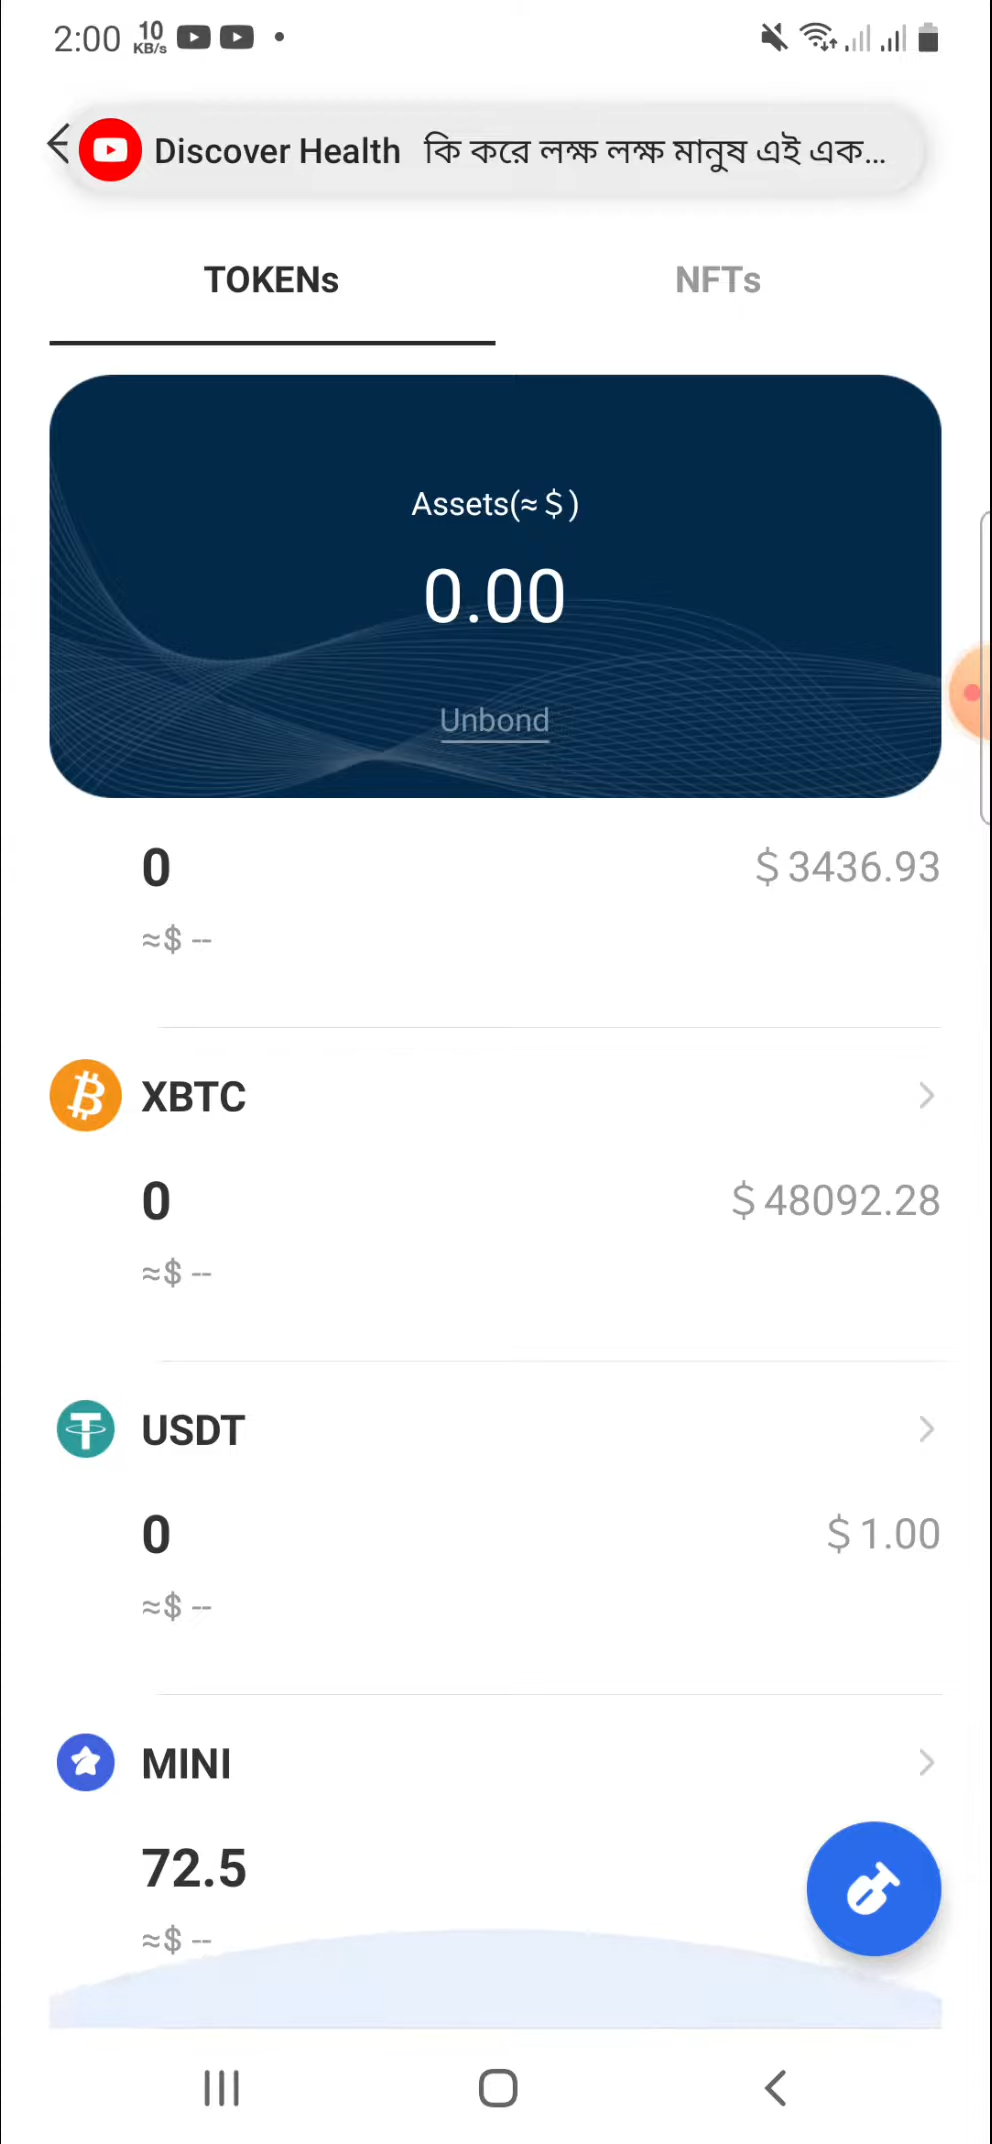 2:00 10 KB/s
Discover Health কি করে লক্ষ লক্ষ মানুষ এই এক...
TOKENs NFTs
Assets(≈$)
0.00
Unbond
0 $3436.93
≈$ --
XBTC
0 $48092.28
≈$ --
USDT
0 $1.00
≈$ --
MINI
72.5
≈$ --